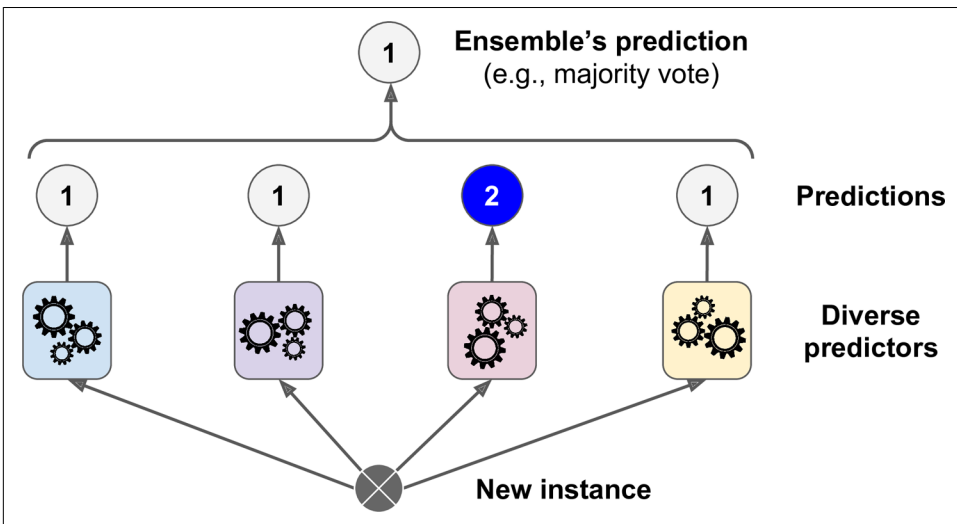 1
Ensemble’s prediction
(e.g., majority vote)
1
1
2
1
Predictions
Diverse
predictors
New instance